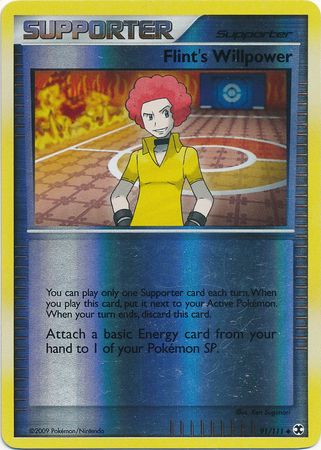 SUPPORTER
Supporter
Flint's Willpower
You can play only one Supporter card each turn. When
you play this card, put it next to your Active Pokémon.
When your turn ends, discard this card.
Attach a basic Energy card from your
hand to 1 of your Pokémon SP.
Illus. Ken Sugimori
©2009 Pokémon/Nintendo
91/111